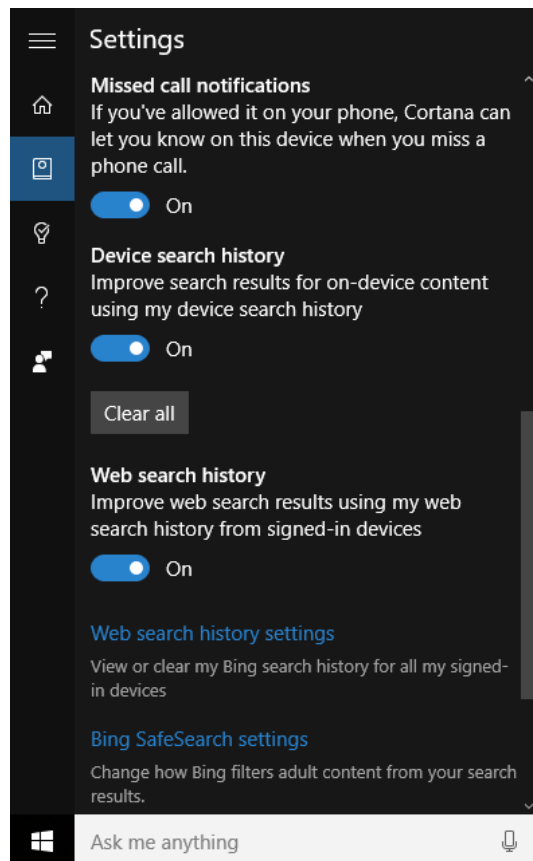 Settings
Missed call notifications
If you've allowed it on your phone, Cortana can
let you know on this device when you miss a
phone call.
On
Device search history
Improve search results for on-device content
using my device search history
On
Clear all
Web search history
Improve web search results using my web
search history from signed-in devices
On
Web search history settings
View or clear my Bing search history for all my signed-
in devices
Bing SafeSearch settings
Change how Bing filters adult content from your search
results.
Ask me anything